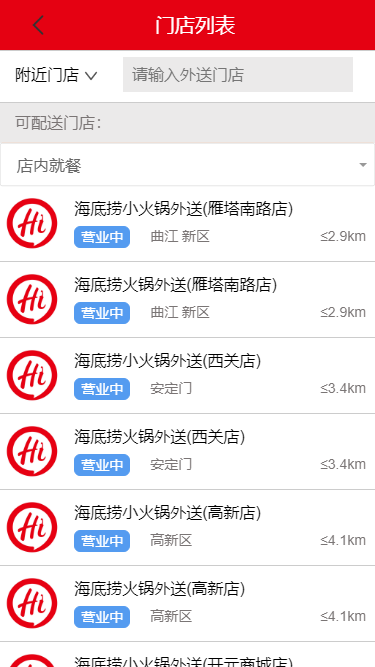 门店列表
附近门店 请输入外送门店
可配送门店：
店内就餐
Hi 海底捞小火锅外送(雁塔南路店)
营业中 曲江 新区 ≤2.9km
Hi 海底捞火锅外送(雁塔南路店)
营业中 曲江 新区 ≤2.9km
Hi 海底捞小火锅外送(西关店)
营业中 安定门 ≤3.4km
Hi 海底捞火锅外送(西关店)
营业中 安定门 ≤3.4km
Hi 海底捞小火锅外送(高新店)
营业中 高新区 ≤4.1km
Hi 海底捞火锅外送(高新店)
营业中 高新区 ≤4.1km
海底捞小火锅外送(开元商城店)